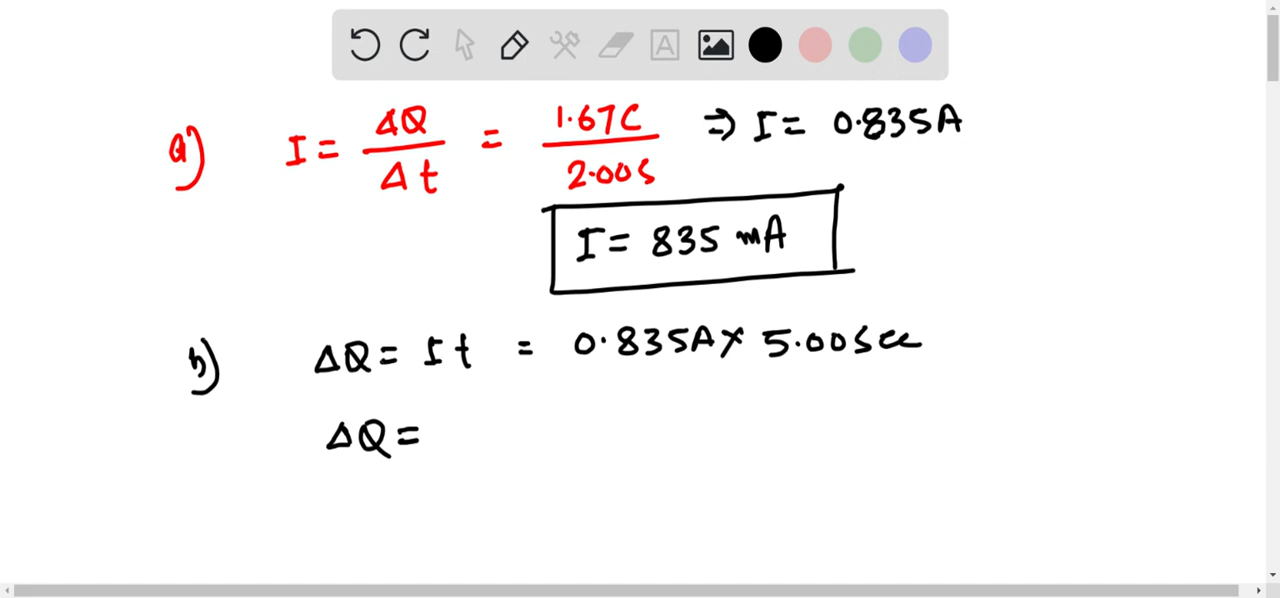 a) I = ΔQ / Δt = 1.67C / 2.00S ⇒ I = 0.835A
I = 835 mA
b) ΔQ = It = 0.835A × 5.00Sec
ΔQ =